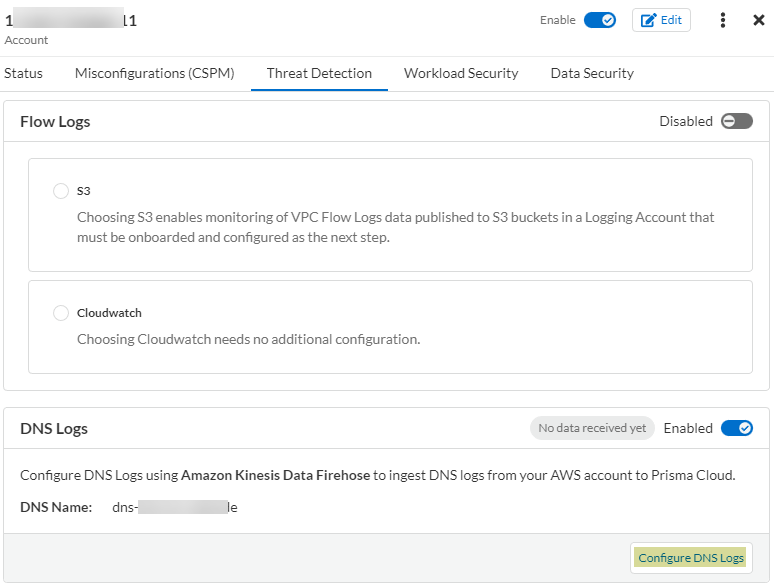 1 11
Enable
Edit
Account
Status Misconfigurations (CSPM) Threat Detection Workload Security Data Security
Flow Logs
Disabled
S3
Choosing S3 enables monitoring of VPC Flow Logs data published to S3 buckets in a Logging Account that
must be onboarded and configured as the next step.
Cloudwatch
Choosing Cloudwatch needs no additional configuration.
DNS Logs
No data received yet
Enabled
Configure DNS Logs using Amazon Kinesis Data Firehose to ingest DNS logs from your AWS account to Prisma Cloud.
DNS Name: dns- le
Configure DNS Logs